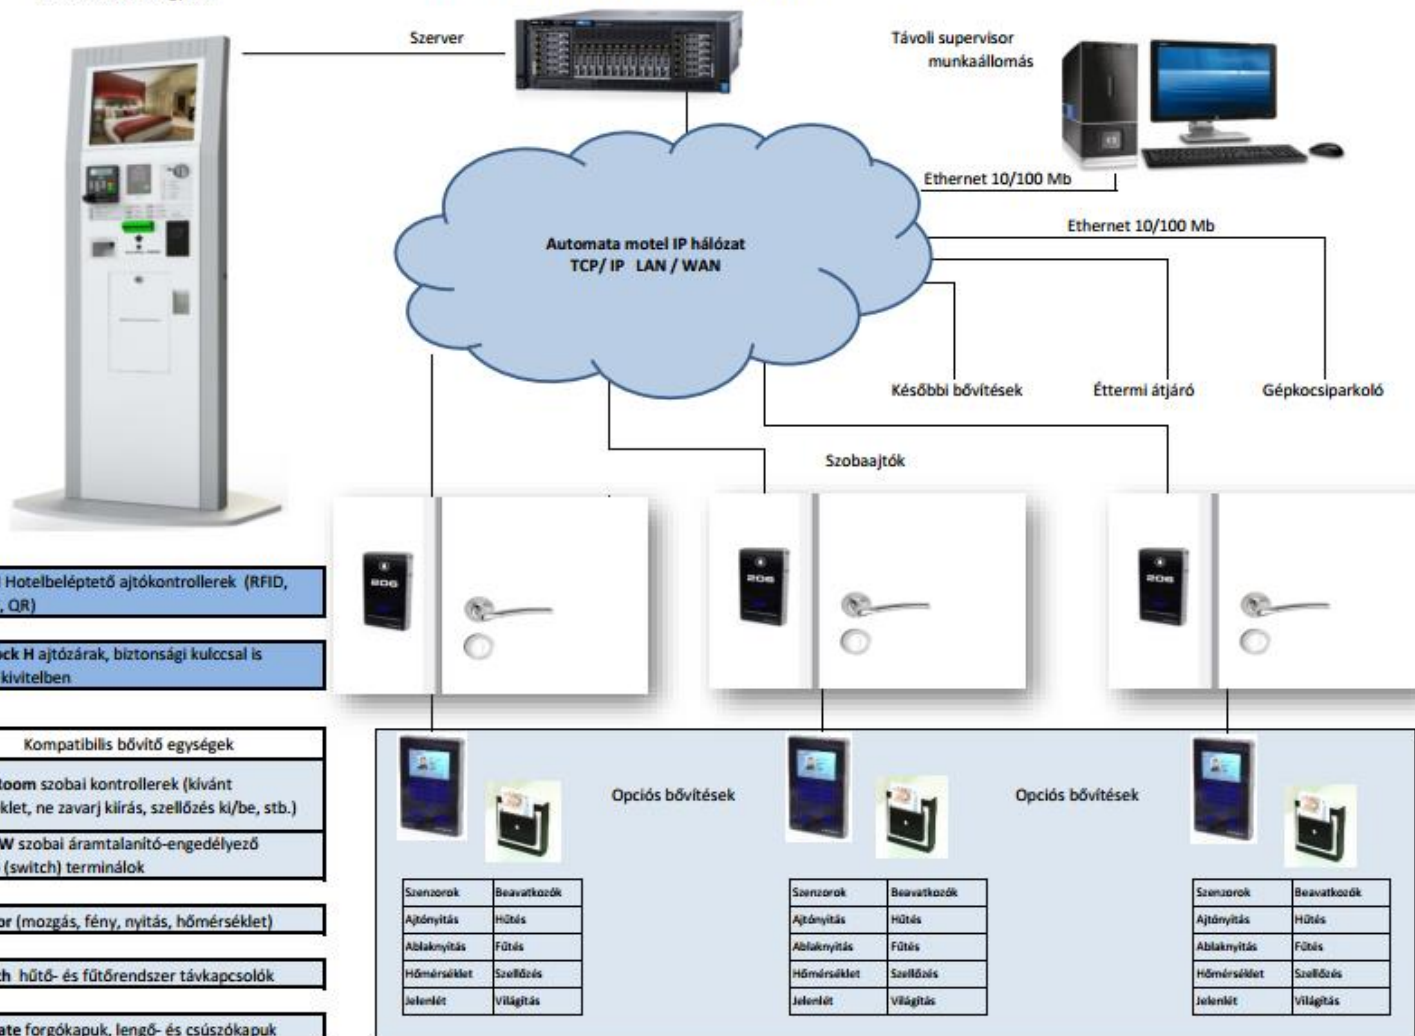 Szerver
Távoli supervisor
munkaállomás
Ethernet 10/100 Mb
Ethernet 10/100 Mb
Automata motel IP hálózat
TCP/ IP LAN / WAN
Későbbi bővítések
Éttermi átjáró
Gépkocsiparkoló
Szobaajtók
206
206
206
Hotelbeléptető ajtókontrollerek (RFID,
, QR)
ock H ajtózárak, biztonsági kulccsal is
kivitelben
Kompatibilis bővítő egységek
Room szobai kontrollerek (kívánt
klet, ne zavarj kiírás, szellőzés ki/be, stb.)
W szobai áramtalanító-engedélyező
(switch) terminálok
or (mozgás, fény, nyitás, hőmérséklet)
ch hűtő- és fűtőrendszer távkapcsolók
ate forgókapuk, lengő- és csúszókapuk
Opciós bővítések
Opciós bővítések
Szenzorok Beavatkozók
Ajtónyitás Hűtés
Ablaknyitás Fűtés
Hőmérséklet Szellőzés
Jelenlét Világítás
Szenzorok Beavatkozók
Ajtónyitás Hűtés
Ablaknyitás Fűtés
Hőmérséklet Szellőzés
Jelenlét Világítás
Szenzorok Beavatkozók
Ajtónyitás Hűtés
Ablaknyitás Fűtés
Hőmérséklet Szellőzés
Jelenlét Világítás